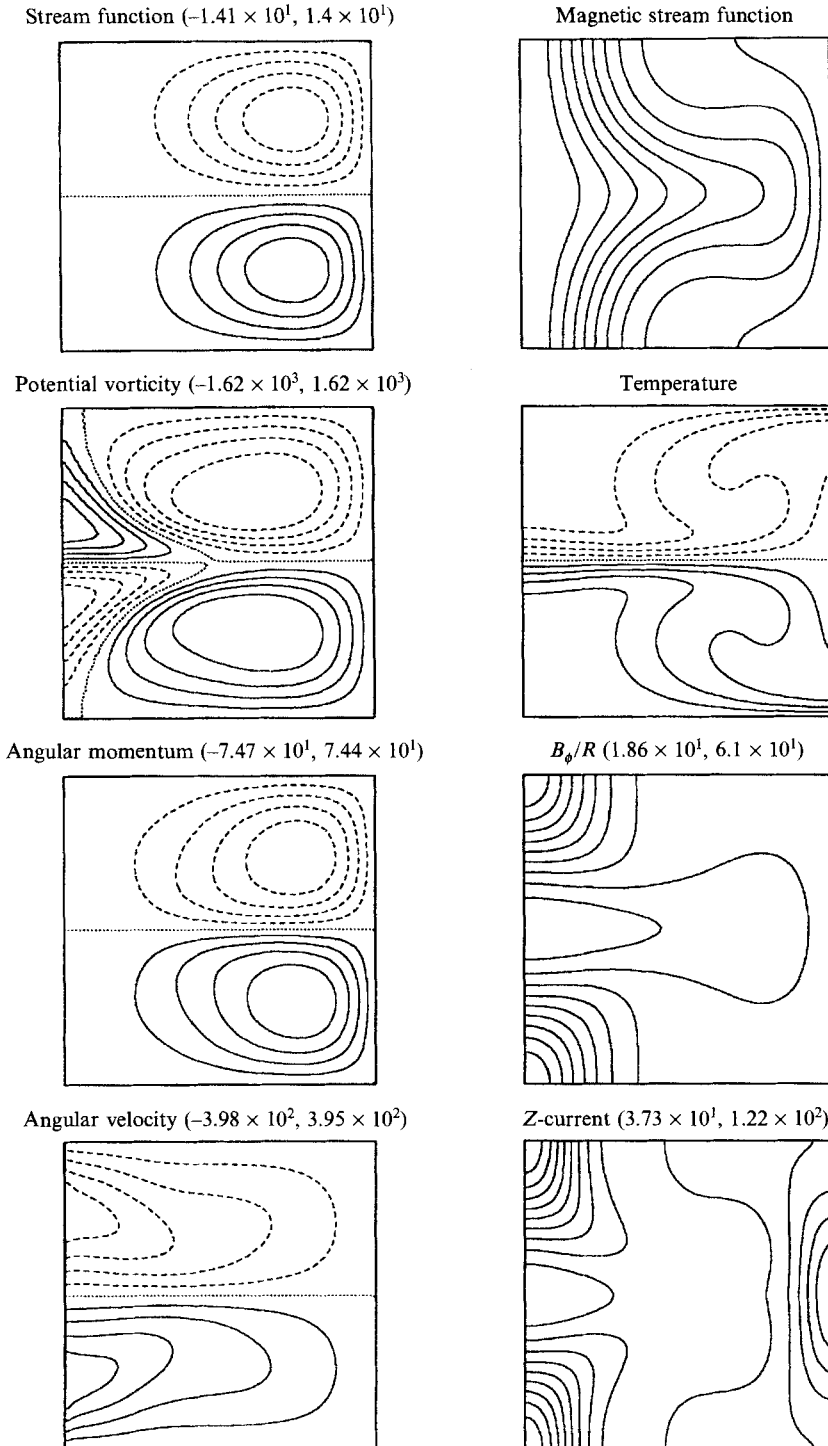 Stream function (–1.41 × 10¹, 1.4 × 10¹)
Magnetic stream function
Potential vorticity (–1.62 × 10³, 1.62 × 10³)
Temperature
Angular momentum (–7.47 × 10¹, 7.44 × 10¹)
B_ϕ/R (1.86 × 10¹, 6.1 × 10¹)
Angular velocity (–3.98 × 10², 3.95 × 10²)
Z-current (3.73 × 10¹, 1.22 × 10²)